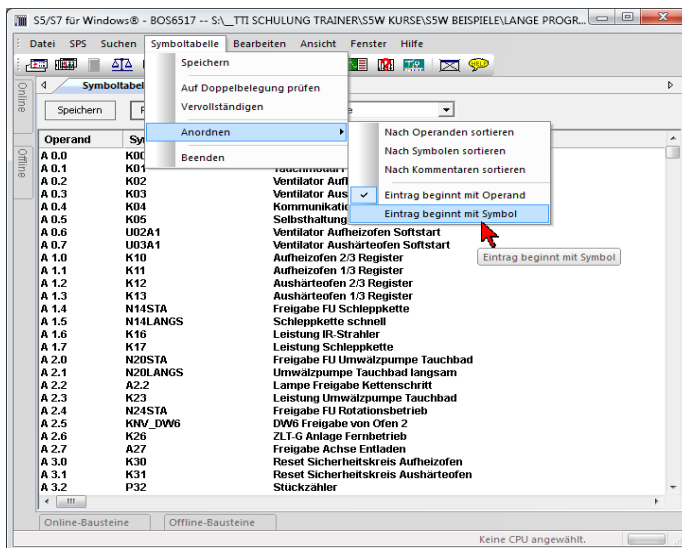 S5/S7 für Windows® - BOS6517 -- S:\_TTI SCHULUNG TRAINER\S5W KURSE\S5W BEISPIELE\LANGE PROGR...
Datei SPS Suchen Symboltabelle Bearbeiten Ansicht Fenster Hilfe
HELP
Speichern
Auf Doppelbelegung prüfen
Vervollständigen
Anordnen
Beenden
Nach Operanden sortieren
Nach Symbolen sortieren
Nach Kommentaren sortieren
Eintrag beginnt mit Operand
Eintrag beginnt mit Symbol
Eintrag beginnt mit Symbol
Online
Offline
Symboltabel
Speichern
Operand Sy
A 0.0 K00
A 0.1 K01
A 0.2 K02 Ventilator Aufl
A 0.3 K03 Ventilator Aus
A 0.4 K04 Kommunikatio
A 0.5 K05 Selbsthaltung
A 0.6 U02A1 Ventilator Aufheizofen Softstart
A 0.7 U03A1 Ventilator Aushärteofen Softstart
A 1.0 K10 Aufheizofen 2/3 Register
A 1.1 K11 Aufheizofen 1/3 Register
A 1.2 K12 Aushärteofen 2/3 Register
A 1.3 K13 Aushärteofen 1/3 Register
A 1.4 N14STA Freigabe FU Schleppkette
A 1.5 N14LANGS Schleppkette schnell
A 1.6 K16 Leistung IR-Strahler
A 1.7 K17 Leistung Schleppkette
A 2.0 N20STA Freigabe FU Umwälzpumpe Tauchbad
A 2.1 N20LANGS Umwälzpumpe Tauchbad langsam
A 2.2 A2.2 Lampe Freigabe Kettenschritt
A 2.3 K23 Leistung Umwälzpumpe Tauchbad
A 2.4 N24STA Freigabe FU Rotationsbetrieb
A 2.5 KNV_DW6 DW6 Freigabe von Ofen 2
A 2.6 K26 ZLT-G Anlage Fernbetrieb
A 2.7 A27 Freigabe Achse Entladen
A 3.0 K30 Reset Sicherheitskreis Aufheizofen
A 3.1 K31 Reset Sicherheitskreis Aushärteofen
A 3.2 P32 Stückzähler
Online-Bausteine Offline-Bausteine
Keine CPU angewählt.